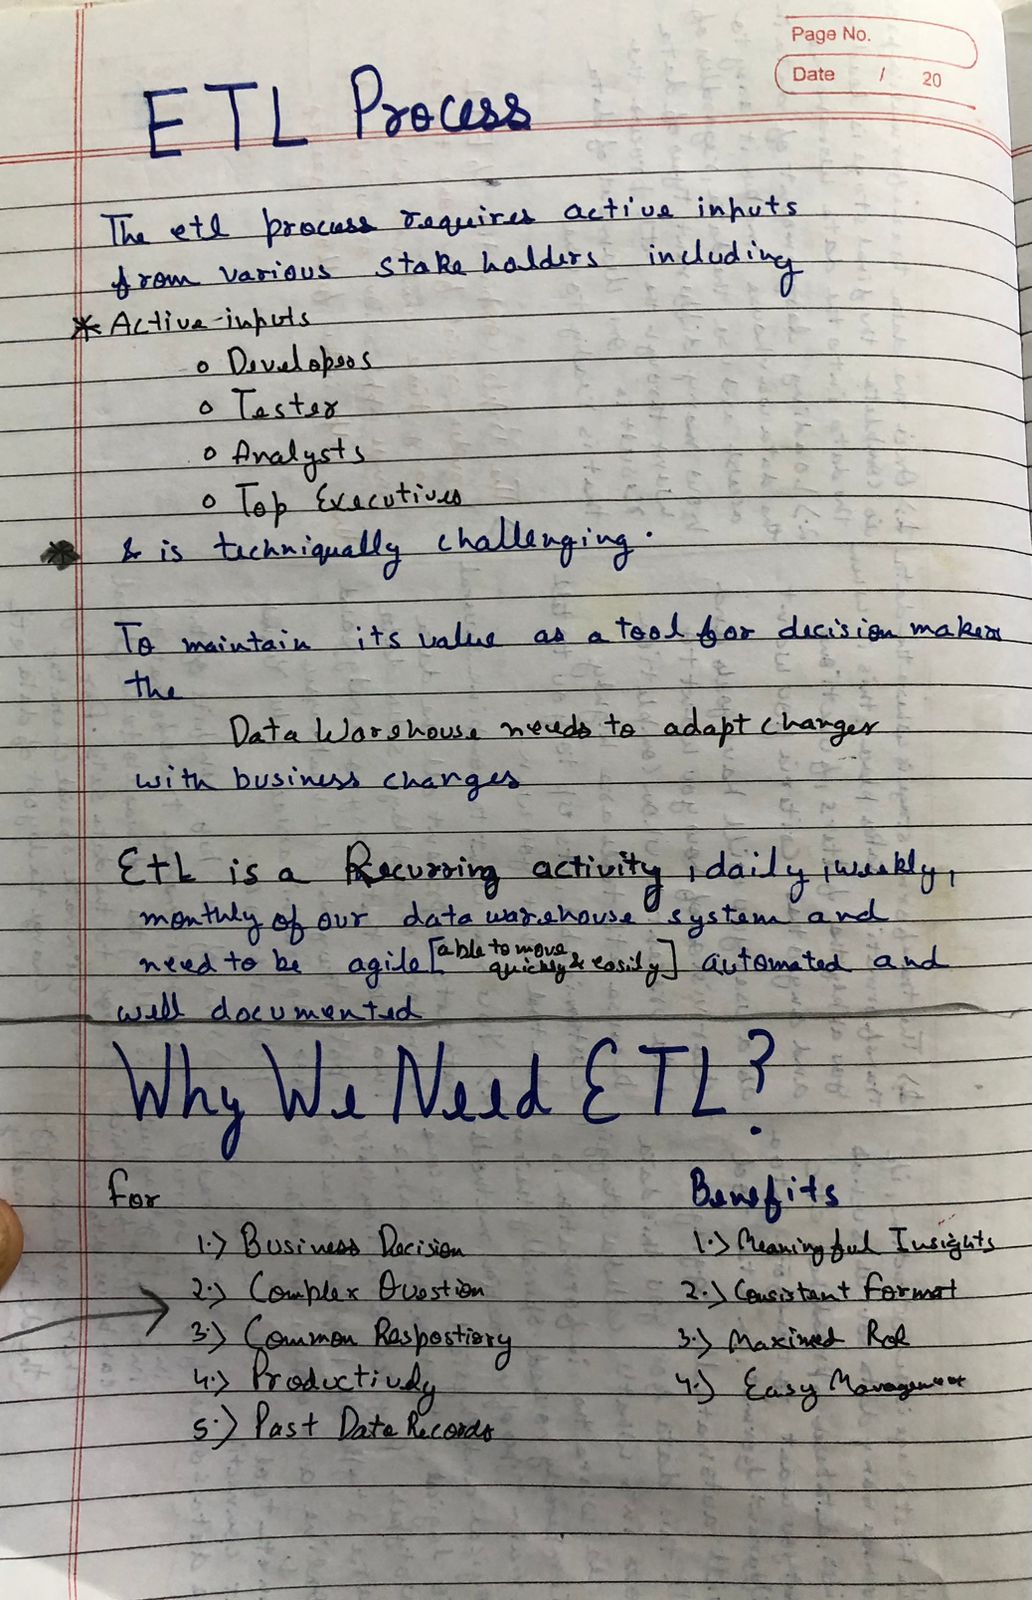 Page No.
Date / 20
ETL Process
The etl process requires active inputs
from various stake holders including
* Active-inputs
o Developros
o Tester
o Analysts
o Top Executives
* & is techniqually challenging.
To maintain its value as a tool for decision makers
the
Data Warehouse needs to adapt changes
with business changes
EtL is a Recurring activity, daily, weekly,
monthly of our data warehouse system and
need to be agile [able to move quickly & easily] automated and
well documented
Why We Need ETL?
For Benefits
1.) Business Decision 1.) Meaningful Insights
2.) Complex Question 2.) Consistant Format
3.) Common Respostiory 3.) Maximed
4.) Productively 4.) Easy Management
5.) Past Data Records